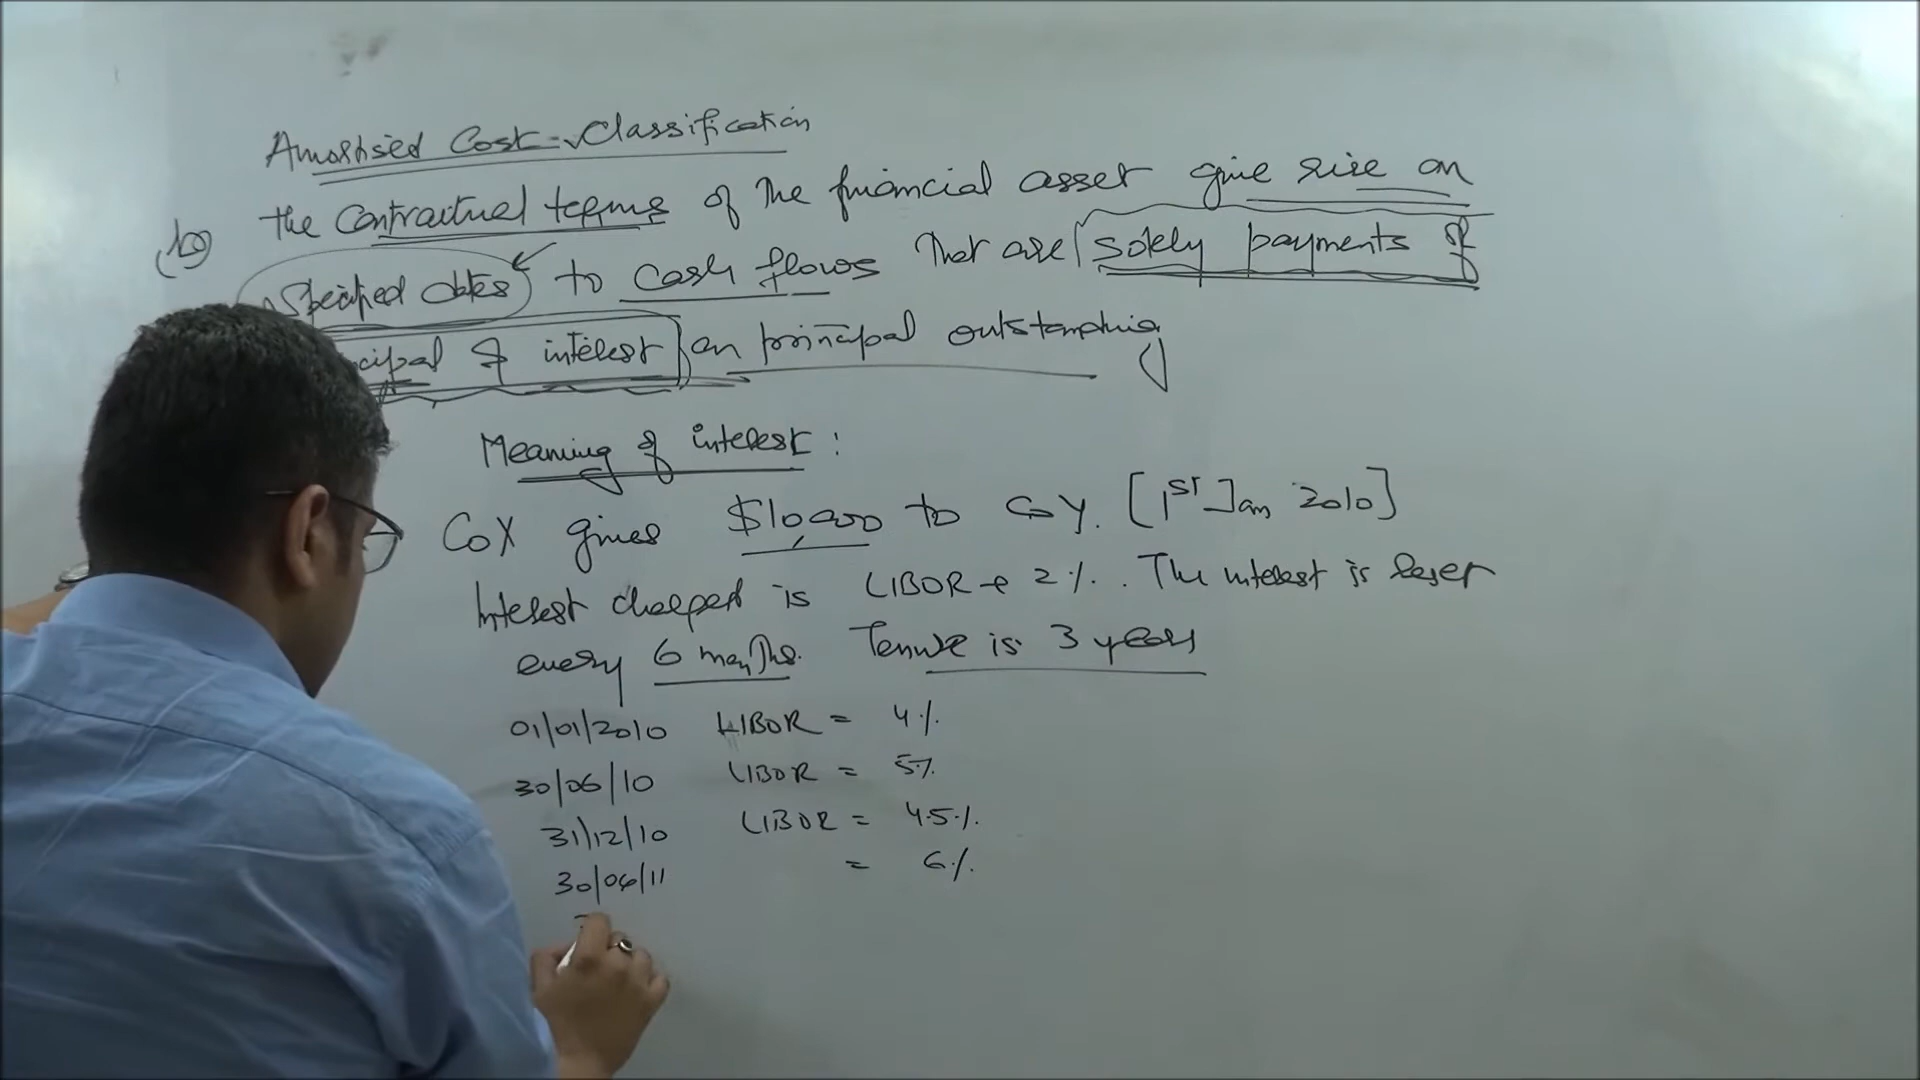 Amortised Cost - Classification
(b) the contractual terms of the financial asset give rise on
specified dates to cash flows that are solely payments of
cipal & interest on principal outstanding
Meaning of interest :
Co X gives $10,000 to Co Y. [1st Jan 2010]
Interest charged is LIBOR + 2%. The interest is reset
every 6 months. Tenure is 3 years
01/01/2010 LIBOR = 4%
30/06/10 LIBOR = 5%
31/12/10 LIBOR = 4.5%
30/06/11 = 6%